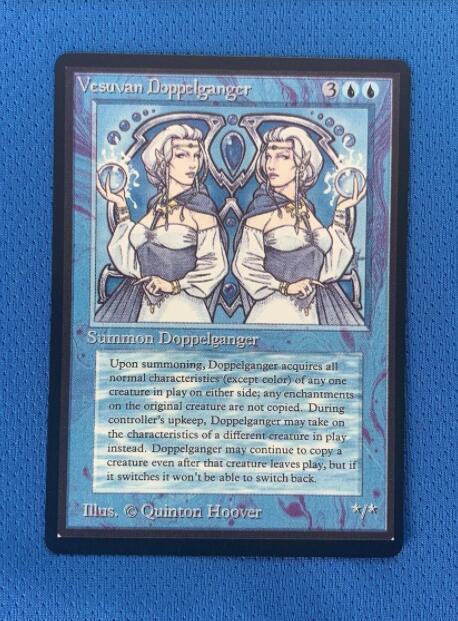 Vesuvan Doppelganger 3
Summon Doppelganger
Upon summoning, Doppelganger acquires all
normal characteristics (except color) of any one
creature in play on either side; any enchantments
on the original creature are not copied. During
controller's upkeep, Doppelganger may take on
the characteristics of a different creature in play
instead. Doppelganger may continue to copy a
creature even after that creature leaves play, but if
it switches it won't be able to switch back.
Illus. © Quinton Hoover */*